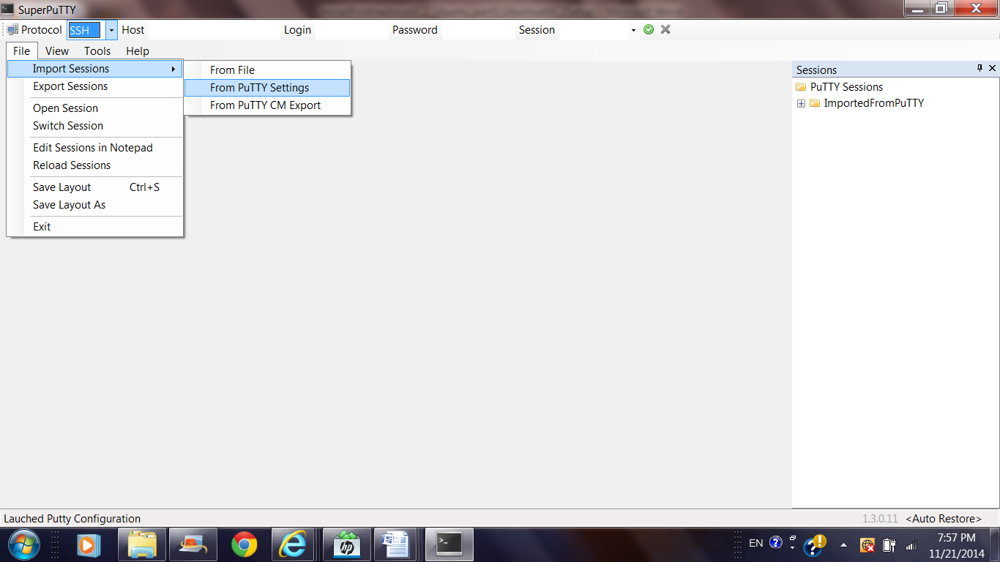 SuperPuTTY
Protocol SSH Host Login Password Session
File View Tools Help
Import Sessions
Export Sessions
Open Session
Switch Session
Edit Sessions in Notepad
Reload Sessions
Save Layout Ctrl+S
Save Layout As
Exit
From File
From PuTTY Settings
From PuTTY CM Export
Sessions
PuTTY Sessions
ImportedFromPuTTY
Lauched Putty Configuration
1.3.0.11 <Auto Restore>
EN
7:57 PM
11/21/2014
hp